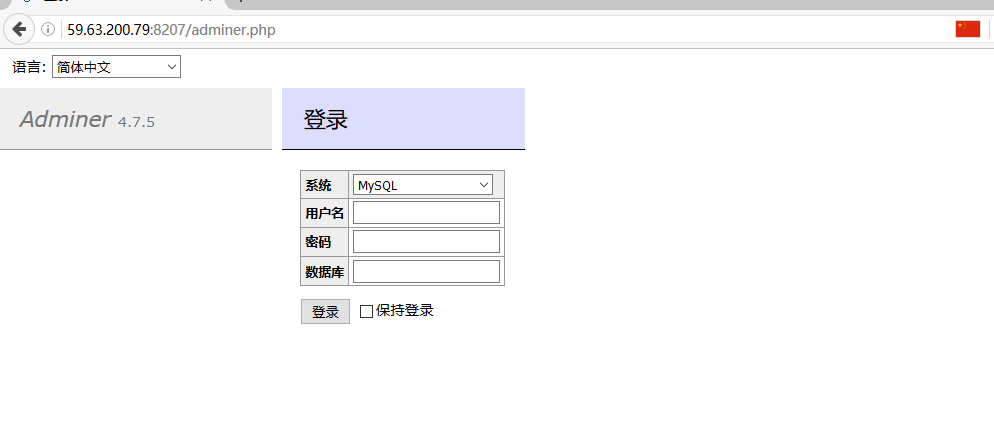 59.63.200.79:8207/adminer.php
语言: 简体中文
Adminer 4.7.5
登录
系统 MySQL
用户名
密码
数据库
登录 保持登录